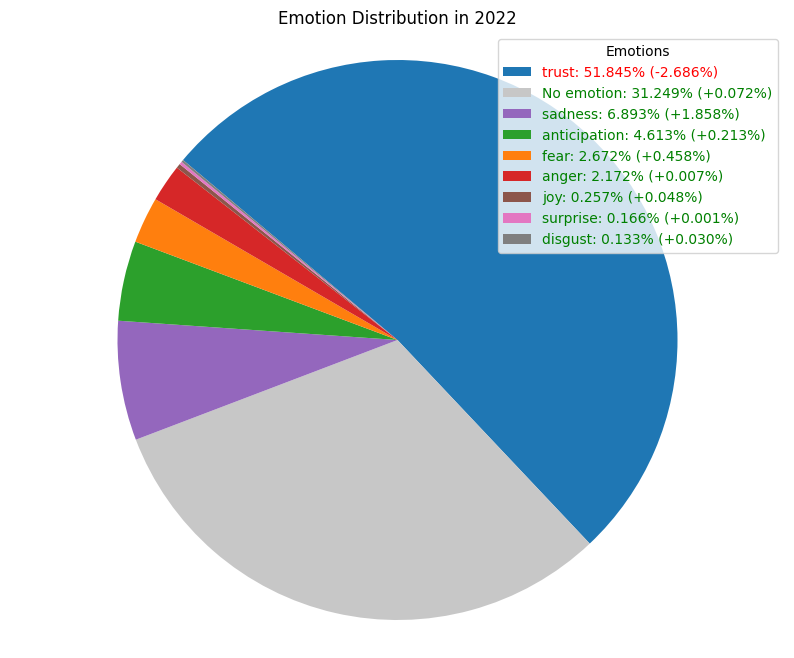 Emotion Distribution in 2022
Emotions
trust: 51.845% (-2.686%)
No emotion: 31.249% (+0.072%)
sadness: 6.893% (+1.858%)
anticipation: 4.613% (+0.213%)
fear: 2.672% (+0.458%)
anger: 2.172% (+0.007%)
joy: 0.257% (+0.048%)
surprise: 0.166% (+0.001%)
disgust: 0.133% (+0.030%)